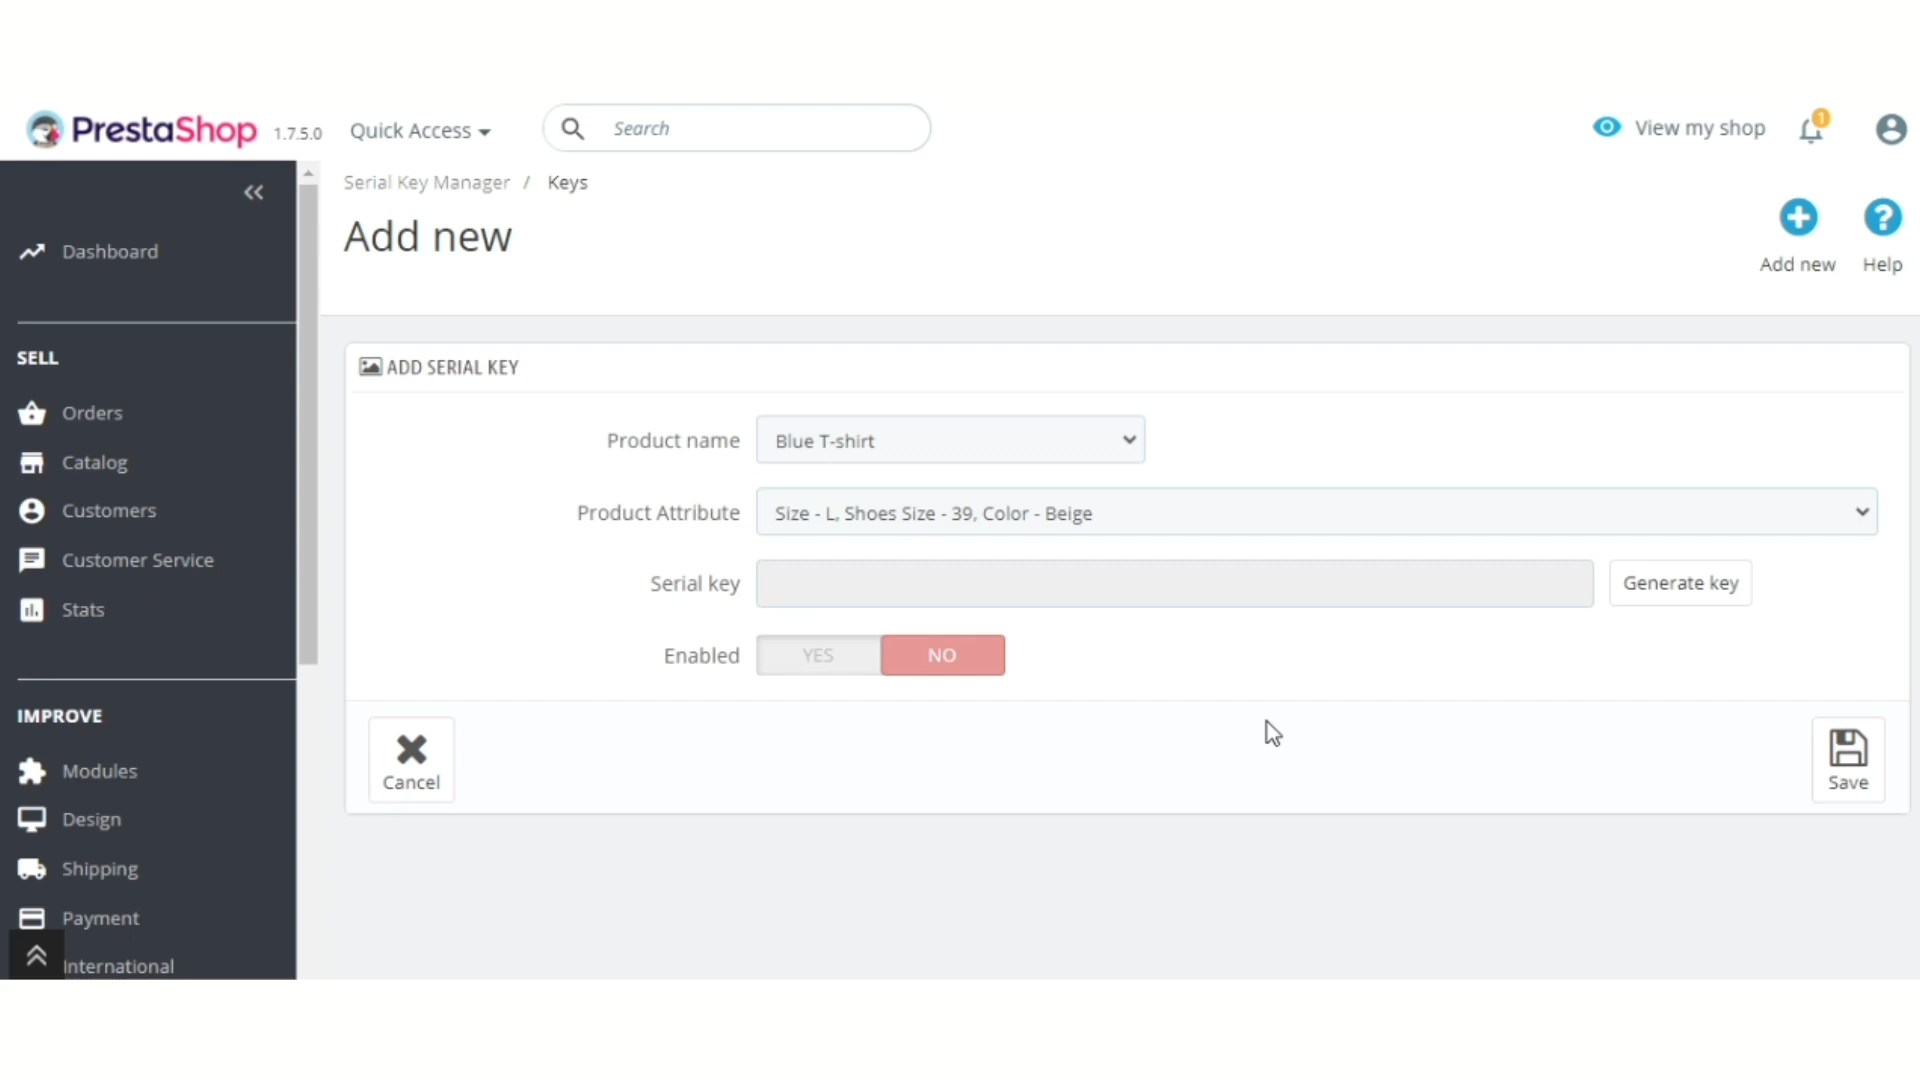 PrestaShop 1.7.5.0 Quick Access Search View my shop 1
Serial Key Manager / Keys
Add new
Add new Help
Dashboard
SELL
Orders
Catalog
Customers
Customer Service
Stats
IMPROVE
Modules
Design
Shipping
Payment
International
ADD SERIAL KEY
Product name Blue T-shirt
Product Attribute Size - L, Shoes Size - 39, Color - Beige
Serial key Generate key
Enabled YES NO
Cancel Save